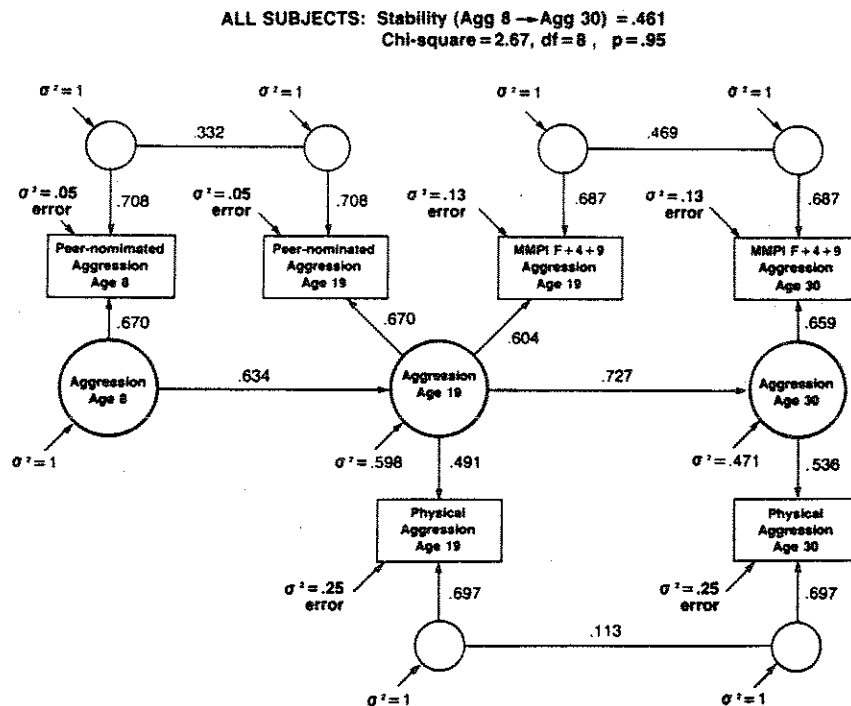 ALL SUBJECTS: Stability (Agg 8 → Agg 30) = .461
Chi-square = 2.67, df = 8 , p = .95
σ² = 1
σ² = 1
σ² = 1
σ² = 1
.332
.469
σ² = .05
error
.708
σ² = .05
error
.708
σ² = .13
error
.687
σ² = .13
error
.687
Peer-nomimated
Aggression
Age 8
Peer-nominated
Aggression
Age 19
MMPI F + 4 + 9
Aggression
Age 19
MMPI F + 4 + 9
Aggression
Age 30
.670
.670
.604
.659
Aggression
Age 8
.634
Aggression
Age 19
.727
Aggression
Age 30
σ² = 1
σ² = .598
.491
σ² = .471
.536
Physical
Aggression
Age 19
Physical
Aggression
Age 30
σ² = .25
error
.697
σ² = .25
error
.697
.113
σ² = 1
σ² = 1